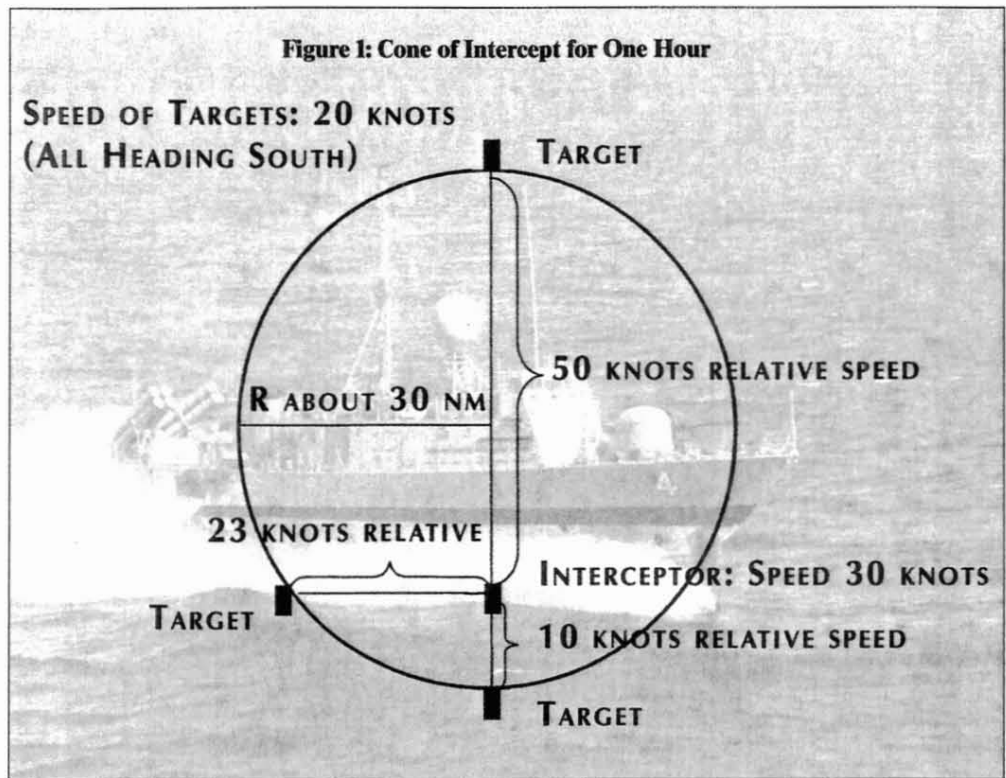 Figure 1: Cone of Intercept for One Hour
SPEED OF TARGETS: 20 KNOTS
(ALL HEADING SOUTH)
TARGET
50 KNOTS RELATIVE SPEED
R ABOUT 30 NM
23 KNOTS RELATIVE
INTERCEPTOR: SPEED 30 KNOTS
TARGET
10 KNOTS RELATIVE SPEED
TARGET